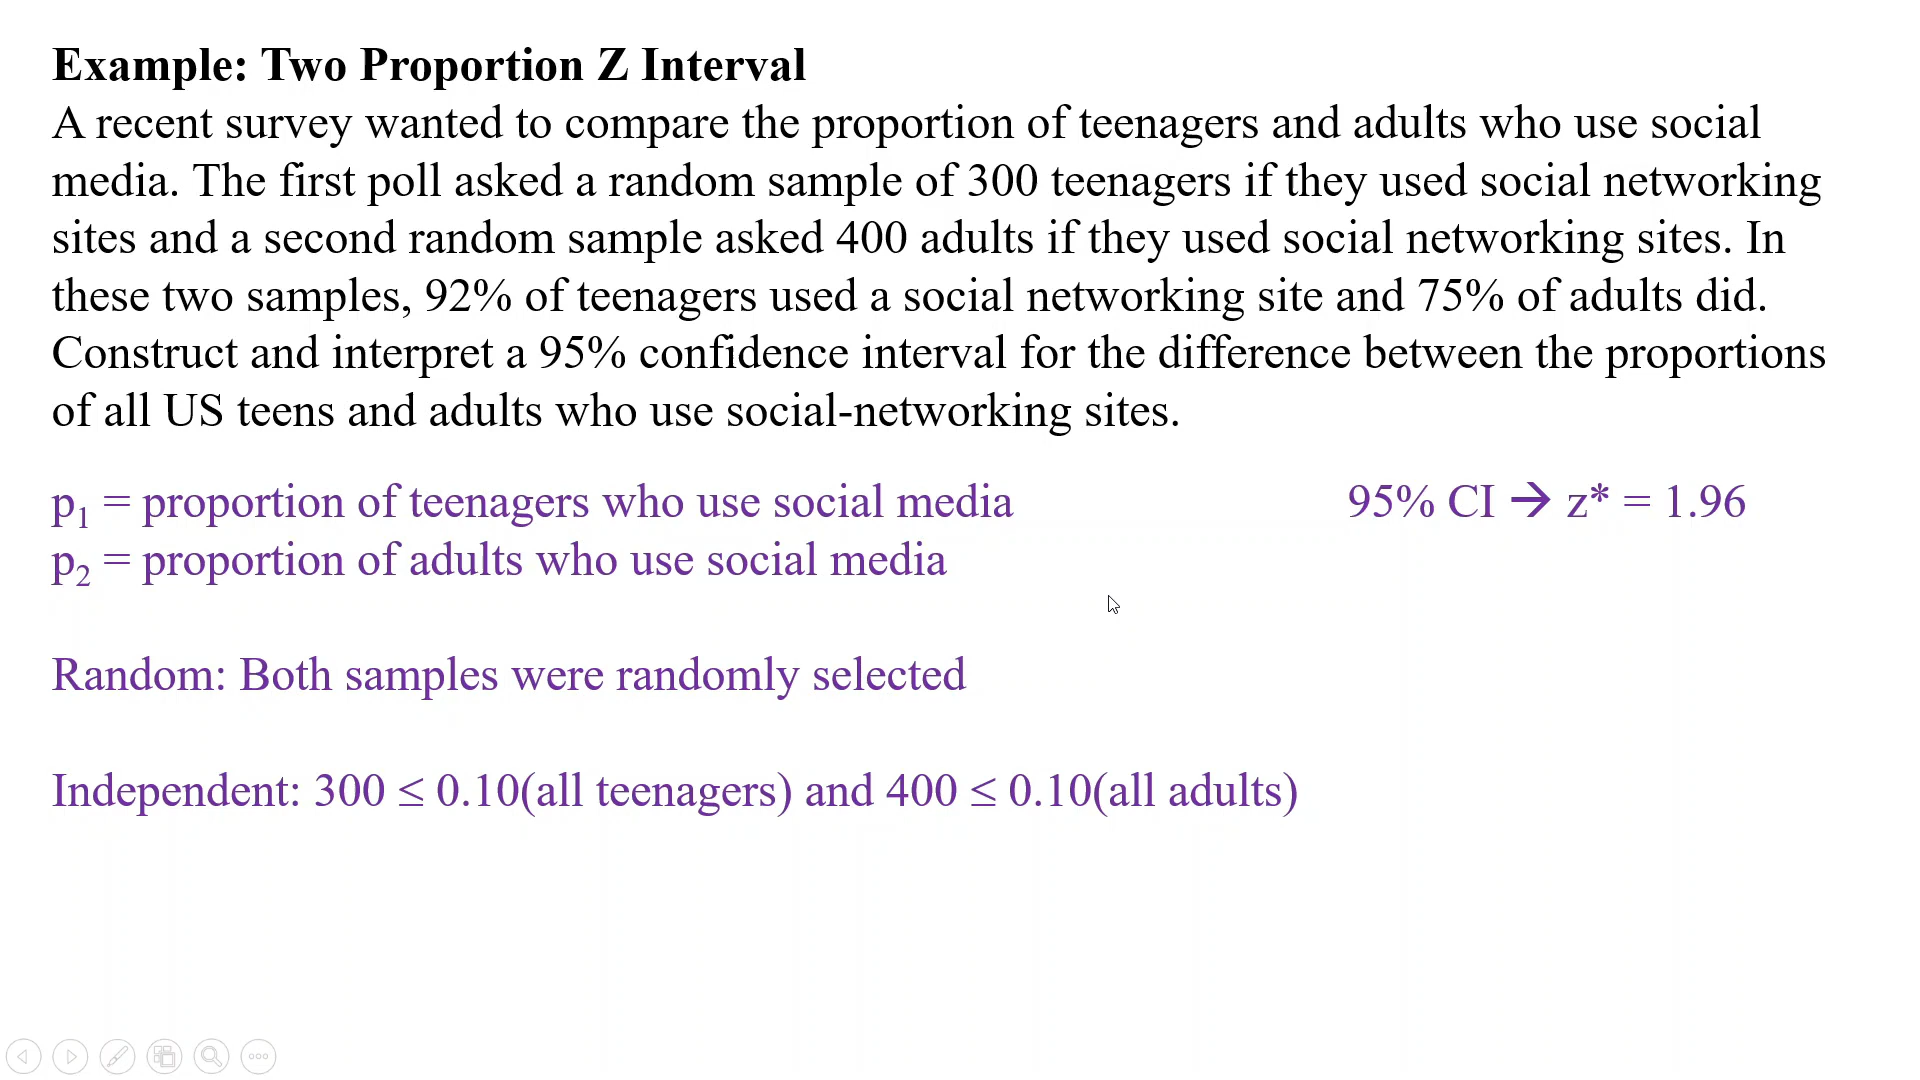 Example: Two Proportion Z Interval
A recent survey wanted to compare the proportion of teenagers and adults who use social
media. The first poll asked a random sample of 300 teenagers if they used social networking
sites and a second random sample asked 400 adults if they used social networking sites. In
these two samples, 92% of teenagers used a social networking site and 75% of adults did.
Construct and interpret a 95% confidence interval for the difference between the proportions
of all US teens and adults who use social-networking sites.
p₁ = proportion of teenagers who use social media
95% CI → z* = 1.96
p₂ = proportion of adults who use social media
Random: Both samples were randomly selected
Independent: 300 ≤ 0.10(all teenagers) and 400 ≤ 0.10(all adults)